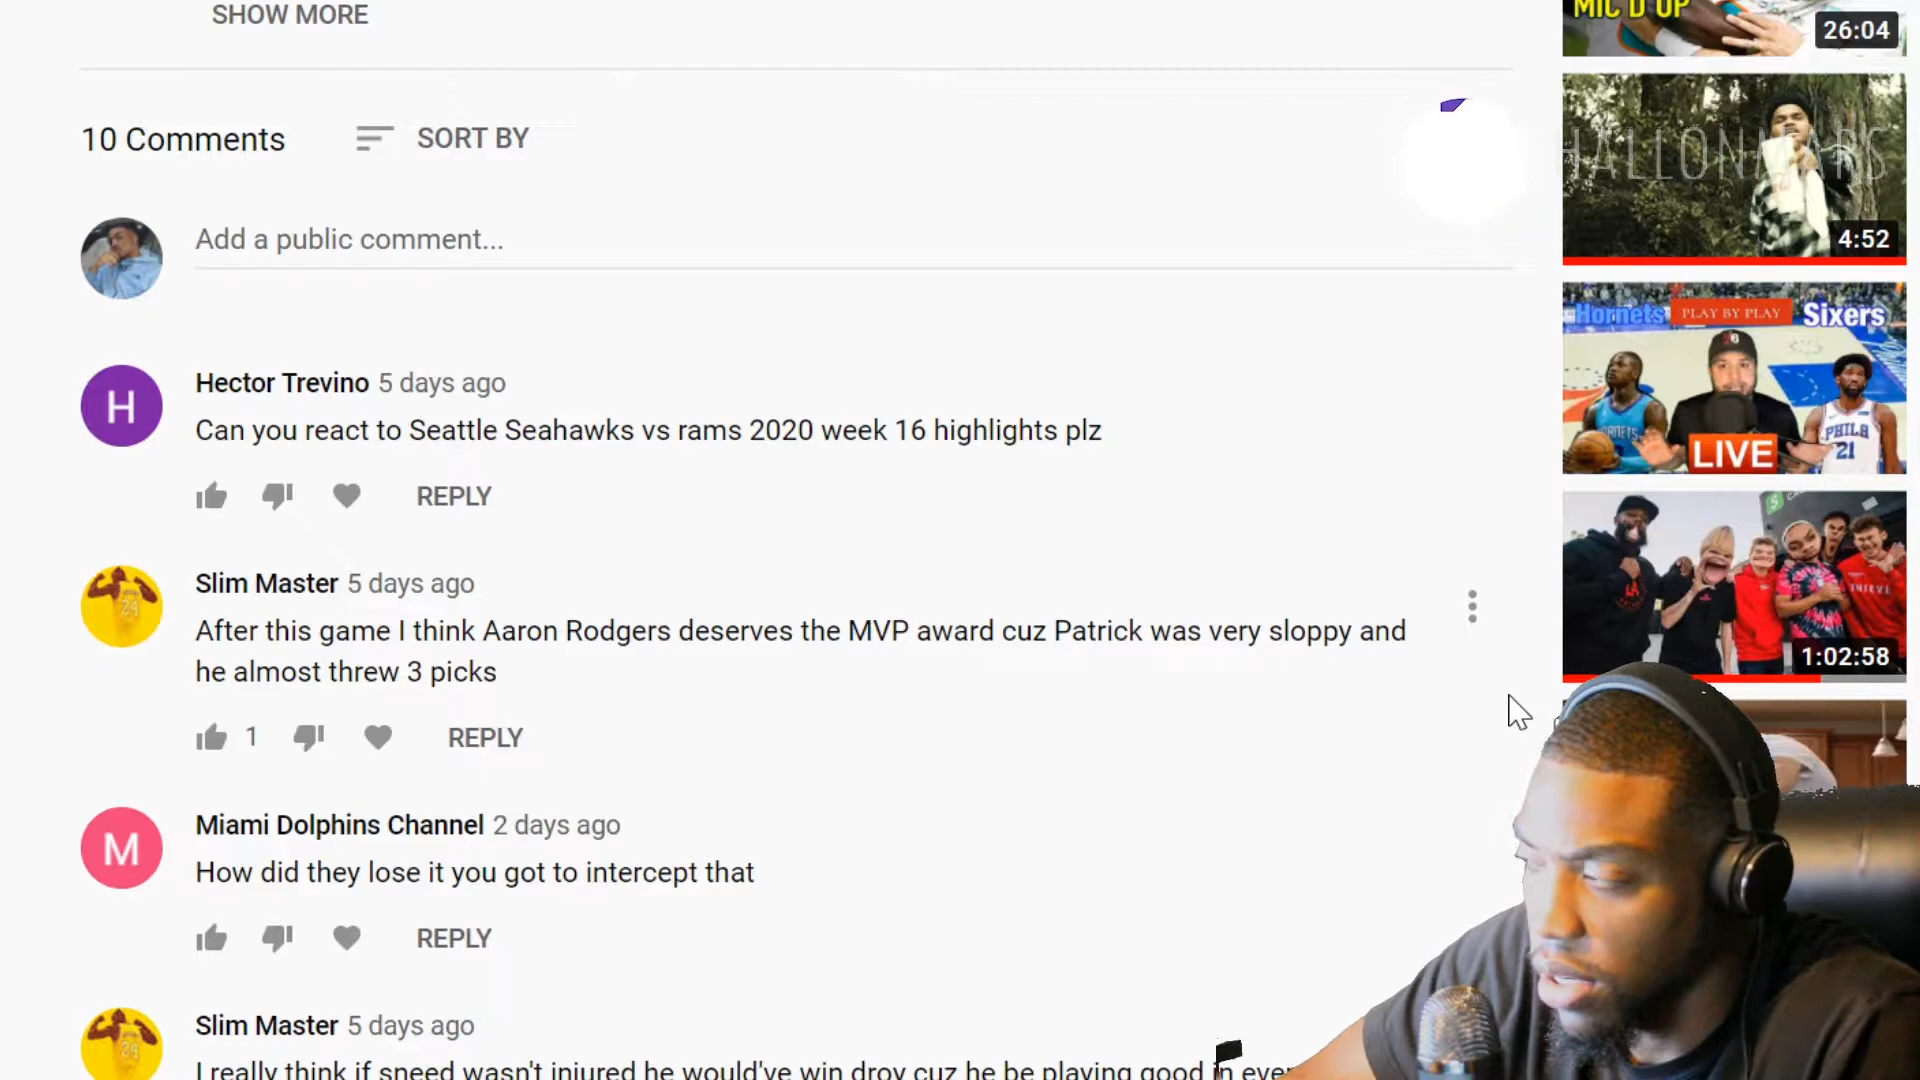 SHOW MORE
10 Comments
SORT BY
Add a public comment...
H
Hector Trevino 5 days ago
Can you react to Seattle Seahawks vs rams 2020 week 16 highlights plz
REPLY
Slim Master 5 days ago
After this game I think Aaron Rodgers deserves the MVP award cuz Patrick was very sloppy and
he almost threw 3 picks
1
REPLY
M
Miami Dolphins Channel 2 days ago
How did they lose it you got to intercept that
REPLY
Slim Master 5 days ago
I really think if sneed wasn't injured he would've win droy cuz he be playing good in
MIC'D UP
26:04
4:52
Hornets PLAY BY PLAY Sixers
PHILA
21
LIVE
1:02:58